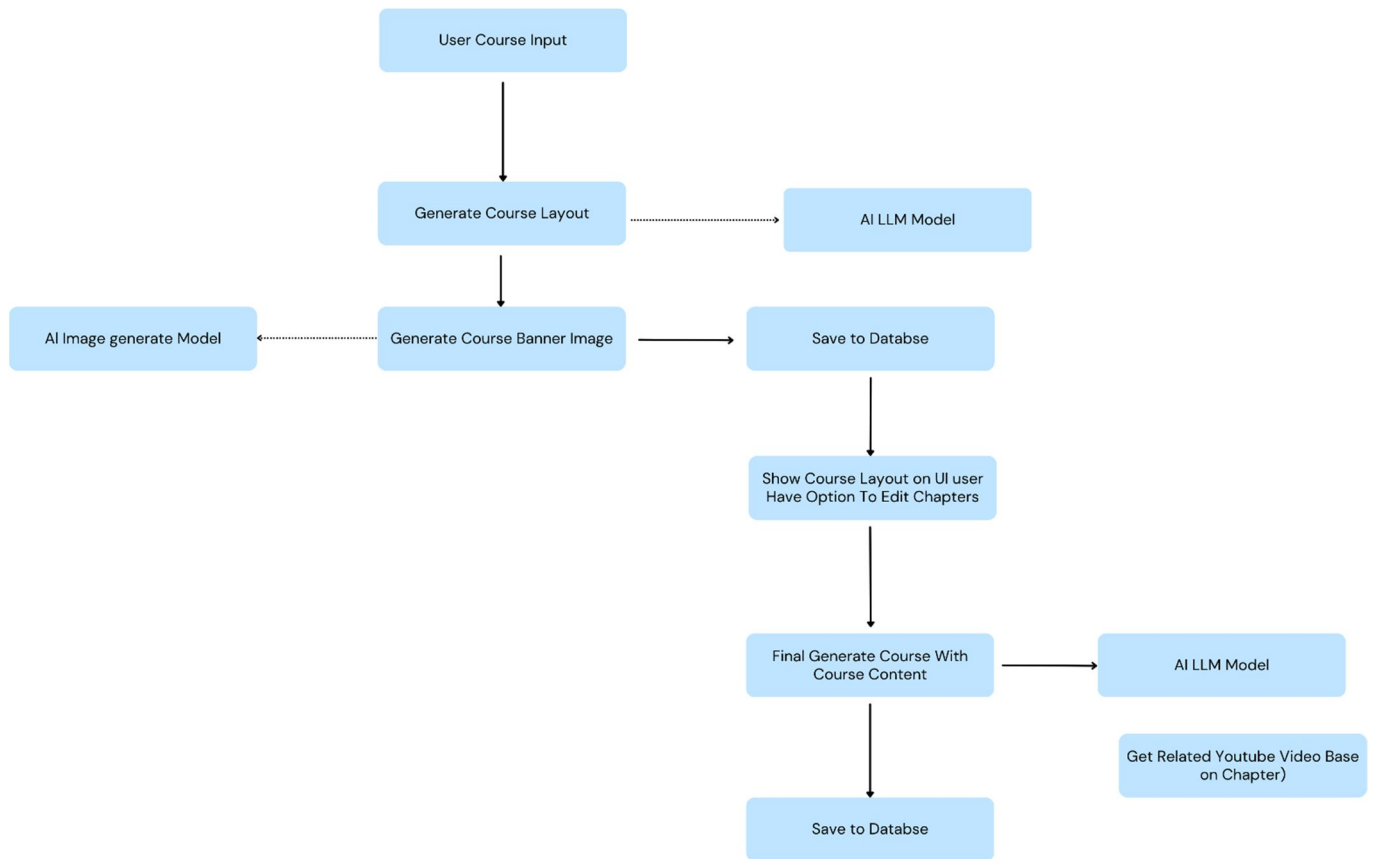 User Course Input
Generate Course Layout
AI LLM Model
AI Image generate Model
Generate Course Banner Image
Save to Databse
Show Course Layout on UI user
Have Option To Edit Chapters
Final Generate Course With
Course Content
AI LLM Model
Get Related Youtube Video Base
on Chapter)
Save to Databse